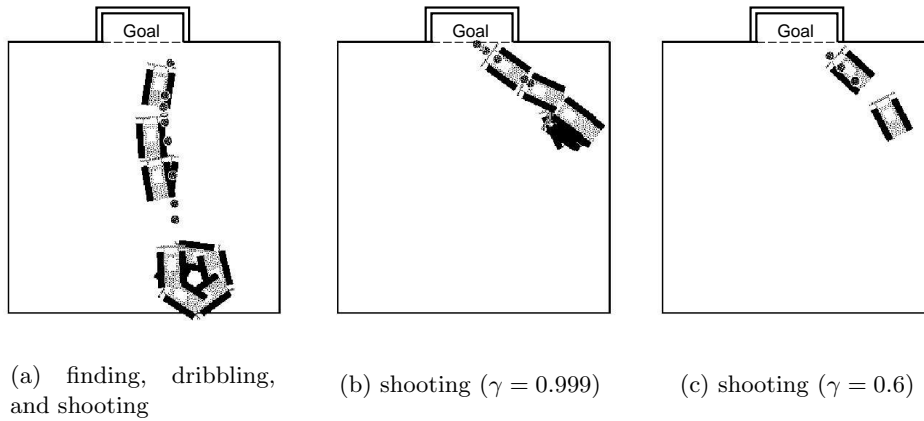 Goal
Goal
Goal
(a) finding, dribbling,
and shooting
(b) shooting (γ = 0.999)
(c) shooting (γ = 0.6)